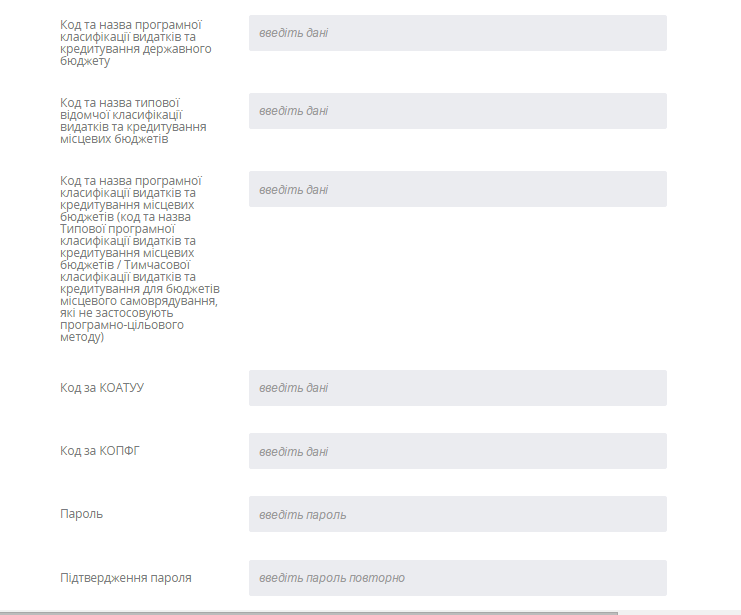 Код та назва програмної
класифікації видатків та
кредитування державного
бюджету
введіть дані
Код та назва типової
відомчої класифікації
видатків та кредитування
місцевих бюджетів
введіть дані
Код та назва програмної
класифікації видатків та
кредитування місцевих
бюджетів (код та назва
Типової програмної
класифікації видатків та
кредитування місцевих
бюджетів / Тимчасової
класифікації видатків та
кредитування для бюджетів
місцевого самоврядування,
які не застосовують
програмно-цільового
методу)
введіть дані
Код за КОАТУУ
введіть дані
Код за КОПФГ
введіть дані
Пароль
введіть пароль
Підтвердження пароля
введіть пароль повторно